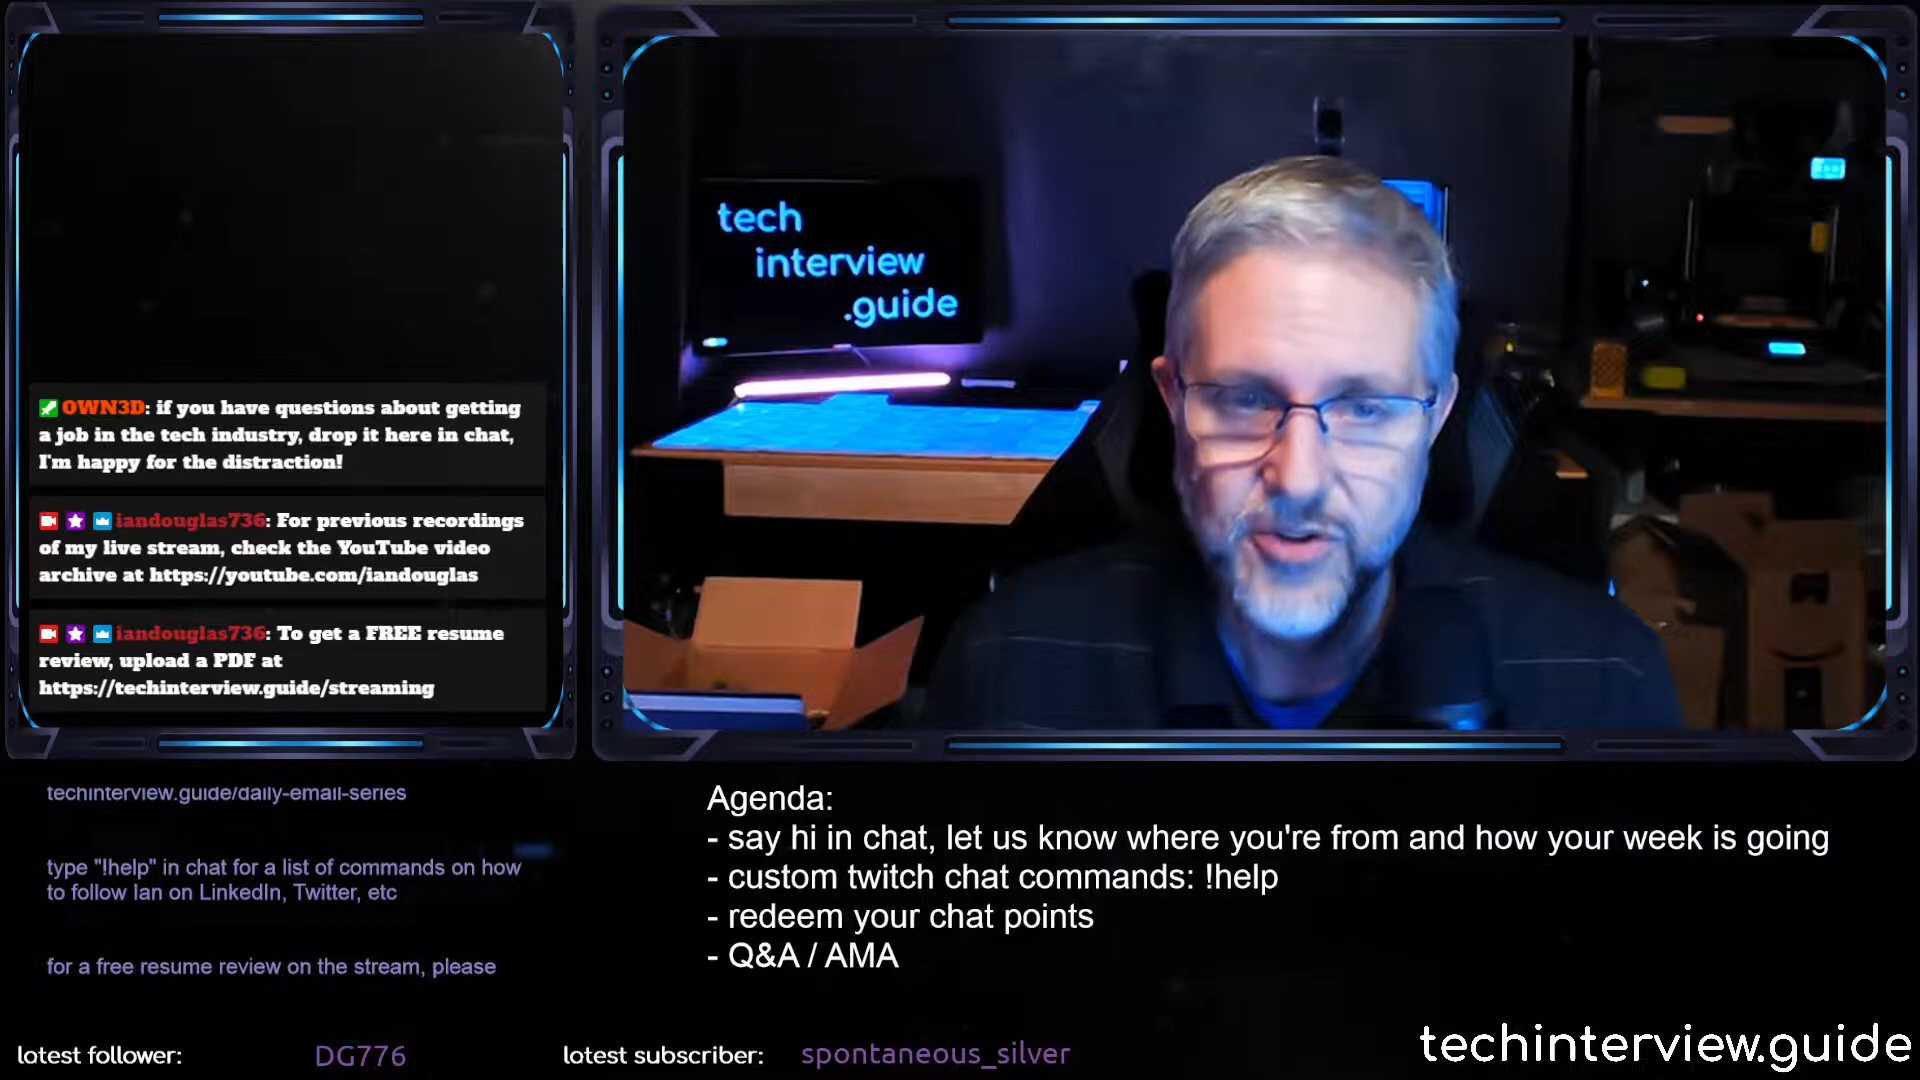 OWN3D: if you have questions about getting
a job in the tech industry, drop it here in chat,
I'm happy for the distraction!
iandouglas736: For previous recordings
of my live stream, check the YouTube video
archive at https://youtube.com/iandouglas
iandouglas736: To get a FREE resume
review, upload a PDF at
https://techinterview.guide/streaming
tech
interview
.guide
techinterview.guide/daily-email-series
type "!help" in chat for a list of commands on how
to follow Ian on LinkedIn, Twitter, etc
for a free resume review on the stream, please
Agenda:
- say hi in chat, let us know where you're from and how your week is going
- custom twitch chat commands: !help
- redeem your chat points
- Q&A / AMA
latest follower: DG776
latest subscriber: spontaneous_silver
techinterview.guide